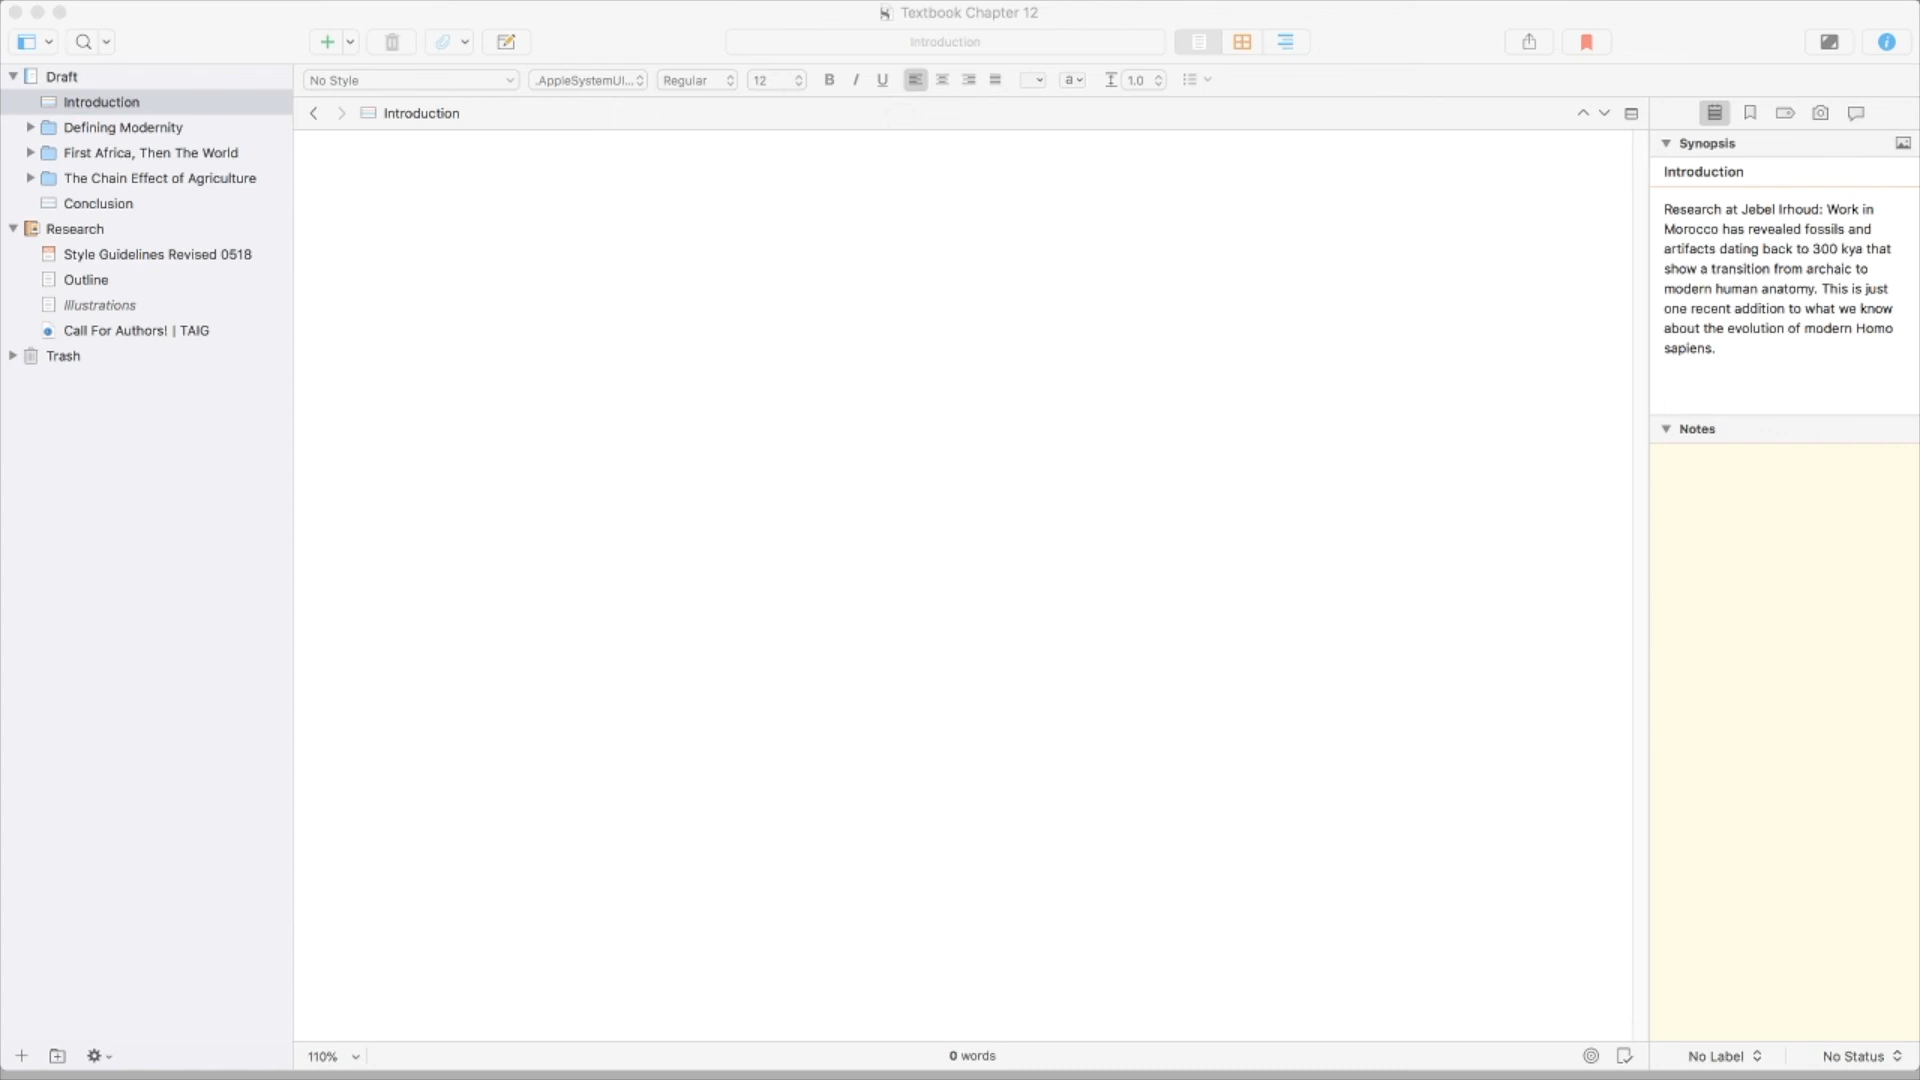 Textbook Chapter 12
Introduction
Draft
Introduction
Defining Modernity
First Africa, Then The World
The Chain Effect of Agriculture
Conclusion
Research
Style Guidelines Revised 0518
Outline
Illustrations
Call For Authors! | TAIG
Trash
No Style
.AppleSystemUI...
Regular
12
B
I
U
a
1.0
Introduction
Synopsis
Introduction
Research at Jebel Irhoud: Work in
Morocco has revealed fossils and
artifacts dating back to 300 kya that
show a transition from archaic to
modern human anatomy. This is just
one recent addition to what we know
about the evolution of modern Homo
sapiens.
Notes
110%
0 words
No Label
No Status